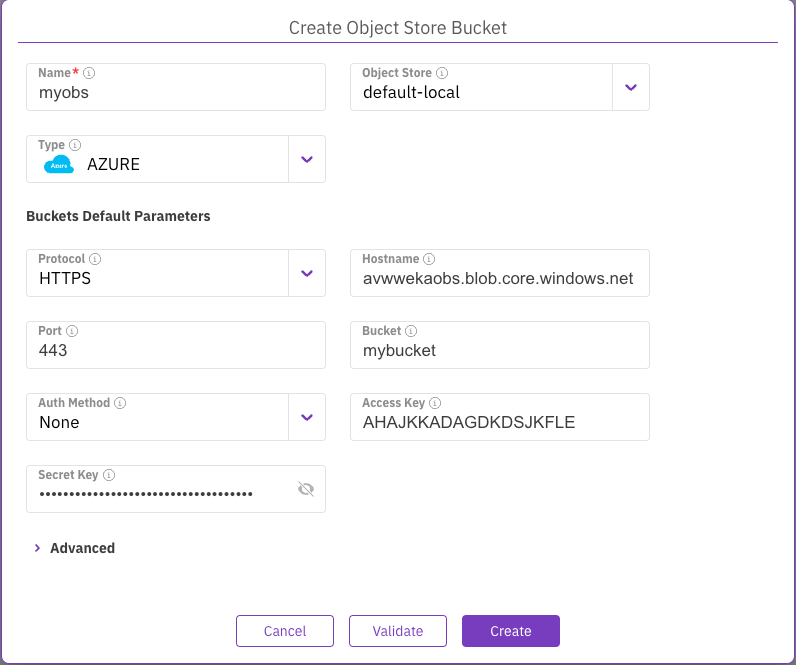 Create Object Store Bucket
Name*
myobs
Object Store
default-local
Type
Azure AZURE
Buckets Default Parameters
Protocol
HTTPS
Hostname
avwwekaobs.blob.core.windows.net
Port
443
Bucket
mybucket
Auth Method
None
Access Key
AHAJKKADAGDKDSJKFLE
Secret Key
••••••••••••••••••••••••••••••••••••
Advanced
Cancel
Validate
Create